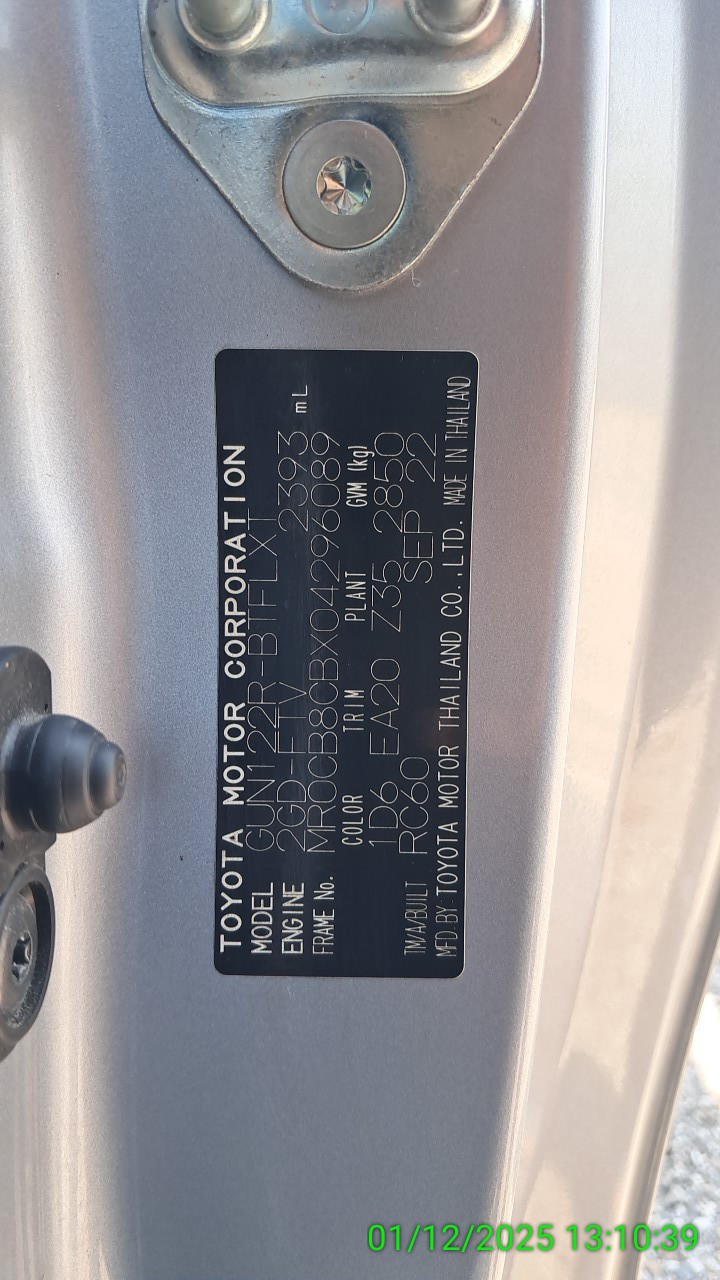 TOYOTA MOTOR CORPORATION
MODEL GUN122R-BTFLXT
ENGINE 2GD-FTV 2393 mL
FRAME No. MR0CB8CBX04296089
COLOR TRIM PLANT GVM (kg)
1D6 EA20 Z35 2850
TM/A/BUILT RC60 SEP 22
MFD.BY TOYOTA MOTOR THAILAND CO.,LTD. MADE IN THAILAND
01/12/2025 13:10:39